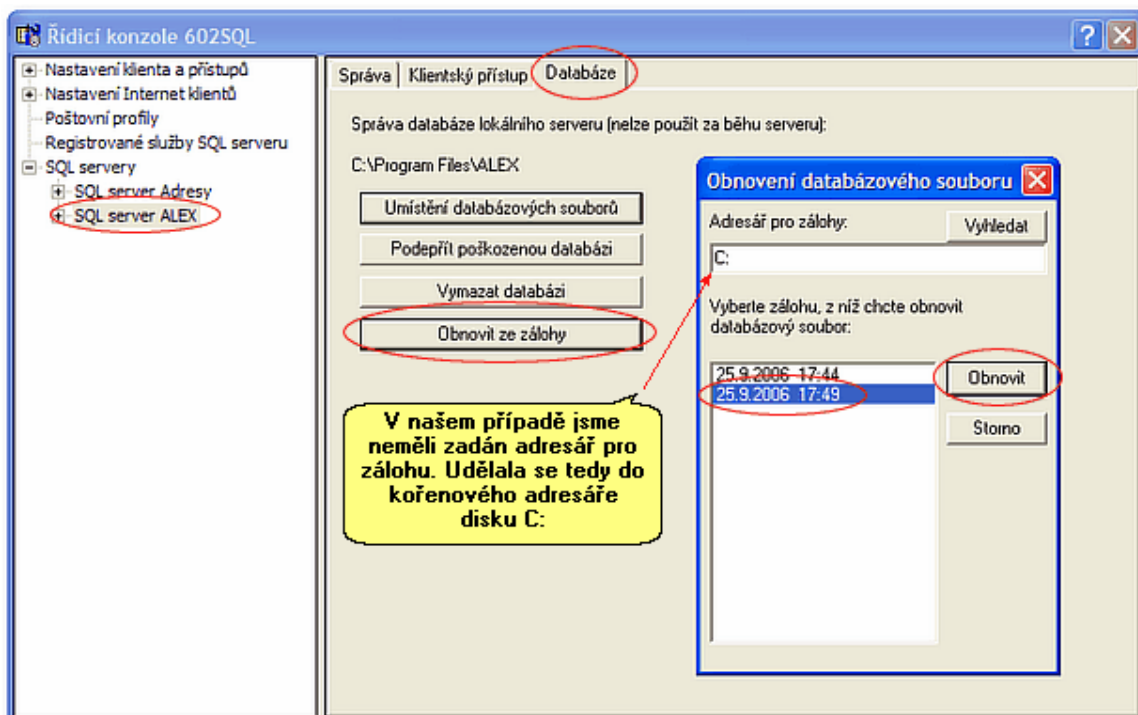 Řídicí konzole 602SQL
Nastavení klienta a přístupů
Nastavení Internet klientů
Poštovní profily
Registrované služby SQL serveru
SQL servery
SQL server Adresy
SQL server ALEX
Správa
Klientský přístup
Databáze
Správa databáze lokálního serveru (nelze použít za běhu serveru):
C:\Program Files\ALEX
Umístění databázových souborů
Podepřít poškozenou databázi
Vymazat databázi
Obnovit ze zálohy
V našem případě jsme
neměli zadán adresář pro
zálohu. Udělala se tedy do
kořenového adresáře
disku C:
Obnovení databázového souboru
Adresář pro zálohy:
Vyhledat
C:
Vyberte zálohu, z níž chcte obnovit
databázový soubor:
25.9.2006 17:44
25.9.2006 17:49
Obnovit
Storno